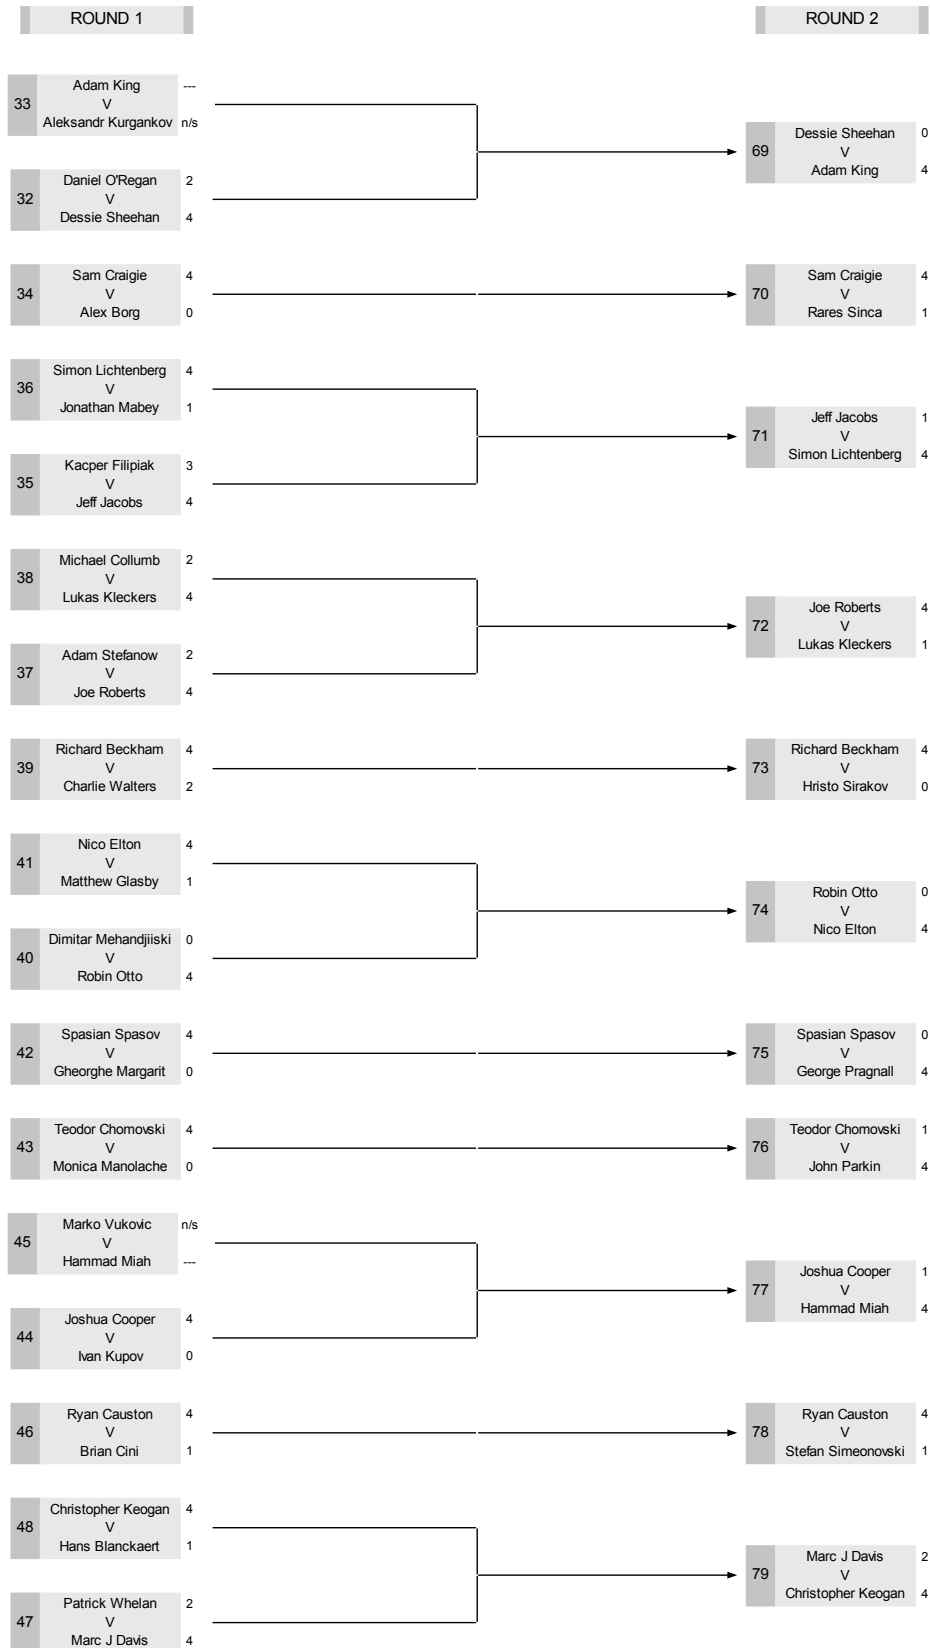 ROUND 1
ROUND 2
33
Adam King ---
V
Aleksandr Kurgankov n/s
32
Daniel O'Regan 2
V
Dessie Sheehan 4
69
Dessie Sheehan 0
V
Adam King 4
34
Sam Craigie 4
V
Alex Borg 0
70
Sam Craigie 4
V
Rares Sinca 1
36
Simon Lichtenberg 4
V
Jonathan Mabey 1
35
Kacper Filipiak 3
V
Jeff Jacobs 4
71
Jeff Jacobs 1
V
Simon Lichtenberg 4
38
Michael Collumb 2
V
Lukas Kleckers 4
37
Adam Stefanow 2
V
Joe Roberts 4
72
Joe Roberts 4
V
Lukas Kleckers 1
39
Richard Beckham 4
V
Charlie Walters 2
73
Richard Beckham 4
V
Hristo Sirakov 0
41
Nico Elton 4
V
Matthew Glasby 1
40
Dimitar Mehandjiiski 0
V
Robin Otto 4
74
Robin Otto 0
V
Nico Elton 4
42
Spasian Spasov 4
V
Gheorghe Margarit 0
75
Spasian Spasov 0
V
George Pragnall 4
43
Teodor Chomovski 4
V
Monica Manolache 0
76
Teodor Chomovski 1
V
John Parkin 4
45
Marko Vukovic n/s
V
Hammad Miah ---
44
Joshua Cooper 4
V
Ivan Kupov 0
77
Joshua Cooper 1
V
Hammad Miah 4
46
Ryan Causton 4
V
Brian Cini 1
78
Ryan Causton 4
V
Stefan Simeonovski 1
48
Christopher Keogan 4
V
Hans Blanckaert 1
47
Patrick Whelan 2
V
Marc J Davis 4
79
Marc J Davis 2
V
Christopher Keogan 4